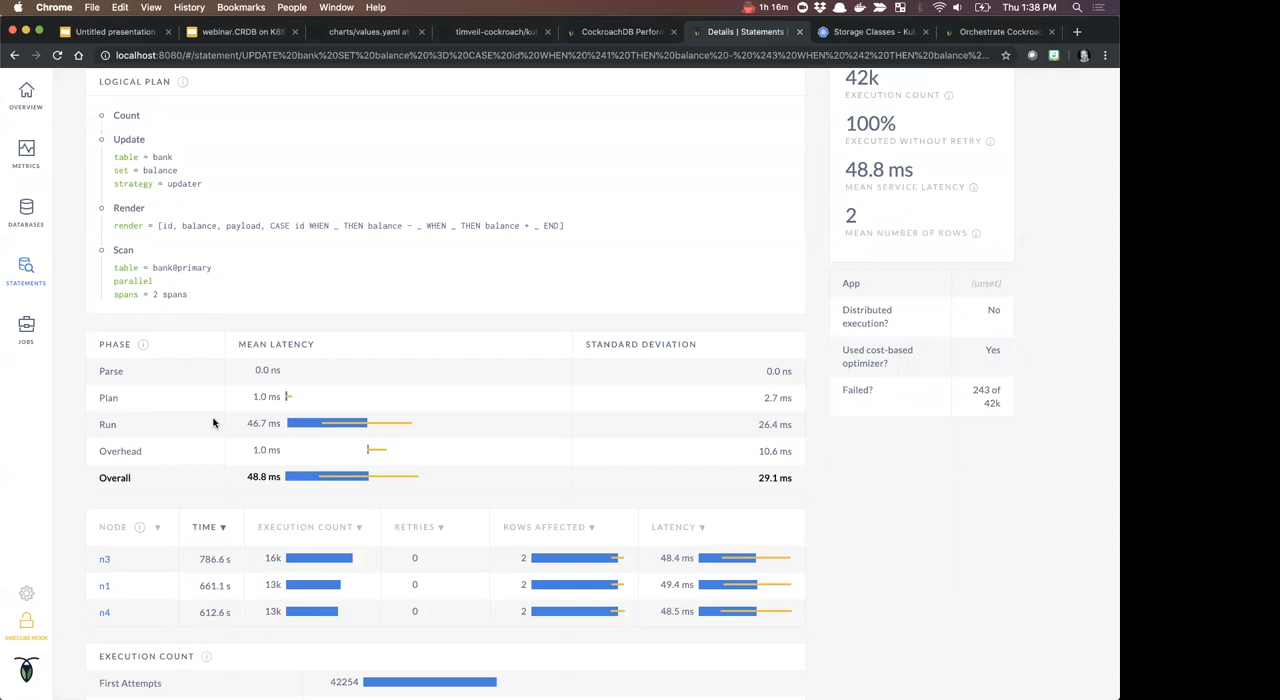 Chrome File Edit View History Bookmarks People Window Help 1h 16m Thu 1:38 PM
Untitled presentation webinar.CRDB on K8S charts/values.yaml at timveil-cockroach/kub CockroachDB Perform Details | Statements | Storage Classes - Kub Orchestrate Cockroac
localhost:8080/#/statement/UPDATE%20bank%20SET%20balance%20%3D%20CASE%20id%20WHEN%20%241%20THEN%20balance%20-%20%243%20WHEN%20%242%20THEN%20balance%2...
OVERVIEW
METRICS
DATABASES
STATEMENTS
JOBS
INSECURE MODE
LOGICAL PLAN
Count
Update
table = bank
set = balance
strategy = updater
Render
render = [id, balance, payload, CASE id WHEN _ THEN balance - _ WHEN _ THEN balance + _ END]
Scan
table = bank@primary
parallel
spans = 2 spans
PHASE MEAN LATENCY STANDARD DEVIATION
Parse 0.0 ns 0.0 ns
Plan 1.0 ms 2.7 ms
Run 46.7 ms 26.4 ms
Overhead 1.0 ms 10.6 ms
Overall 48.8 ms 29.1 ms
NODE TIME EXECUTION COUNT RETRIES ROWS AFFECTED LATENCY
n3 786.6 s 16k 0 2 48.4 ms
n1 661.1 s 13k 0 2 49.4 ms
n4 612.6 s 13k 0 2 48.5 ms
EXECUTION COUNT
First Attempts 42254
42k
EXECUTION COUNT
100%
EXECUTED WITHOUT RETRY
48.8 ms
MEAN SERVICE LATENCY
2
MEAN NUMBER OF ROWS
App (unset)
Distributed execution? No
Used cost-based optimizer? Yes
Failed? 243 of 42k